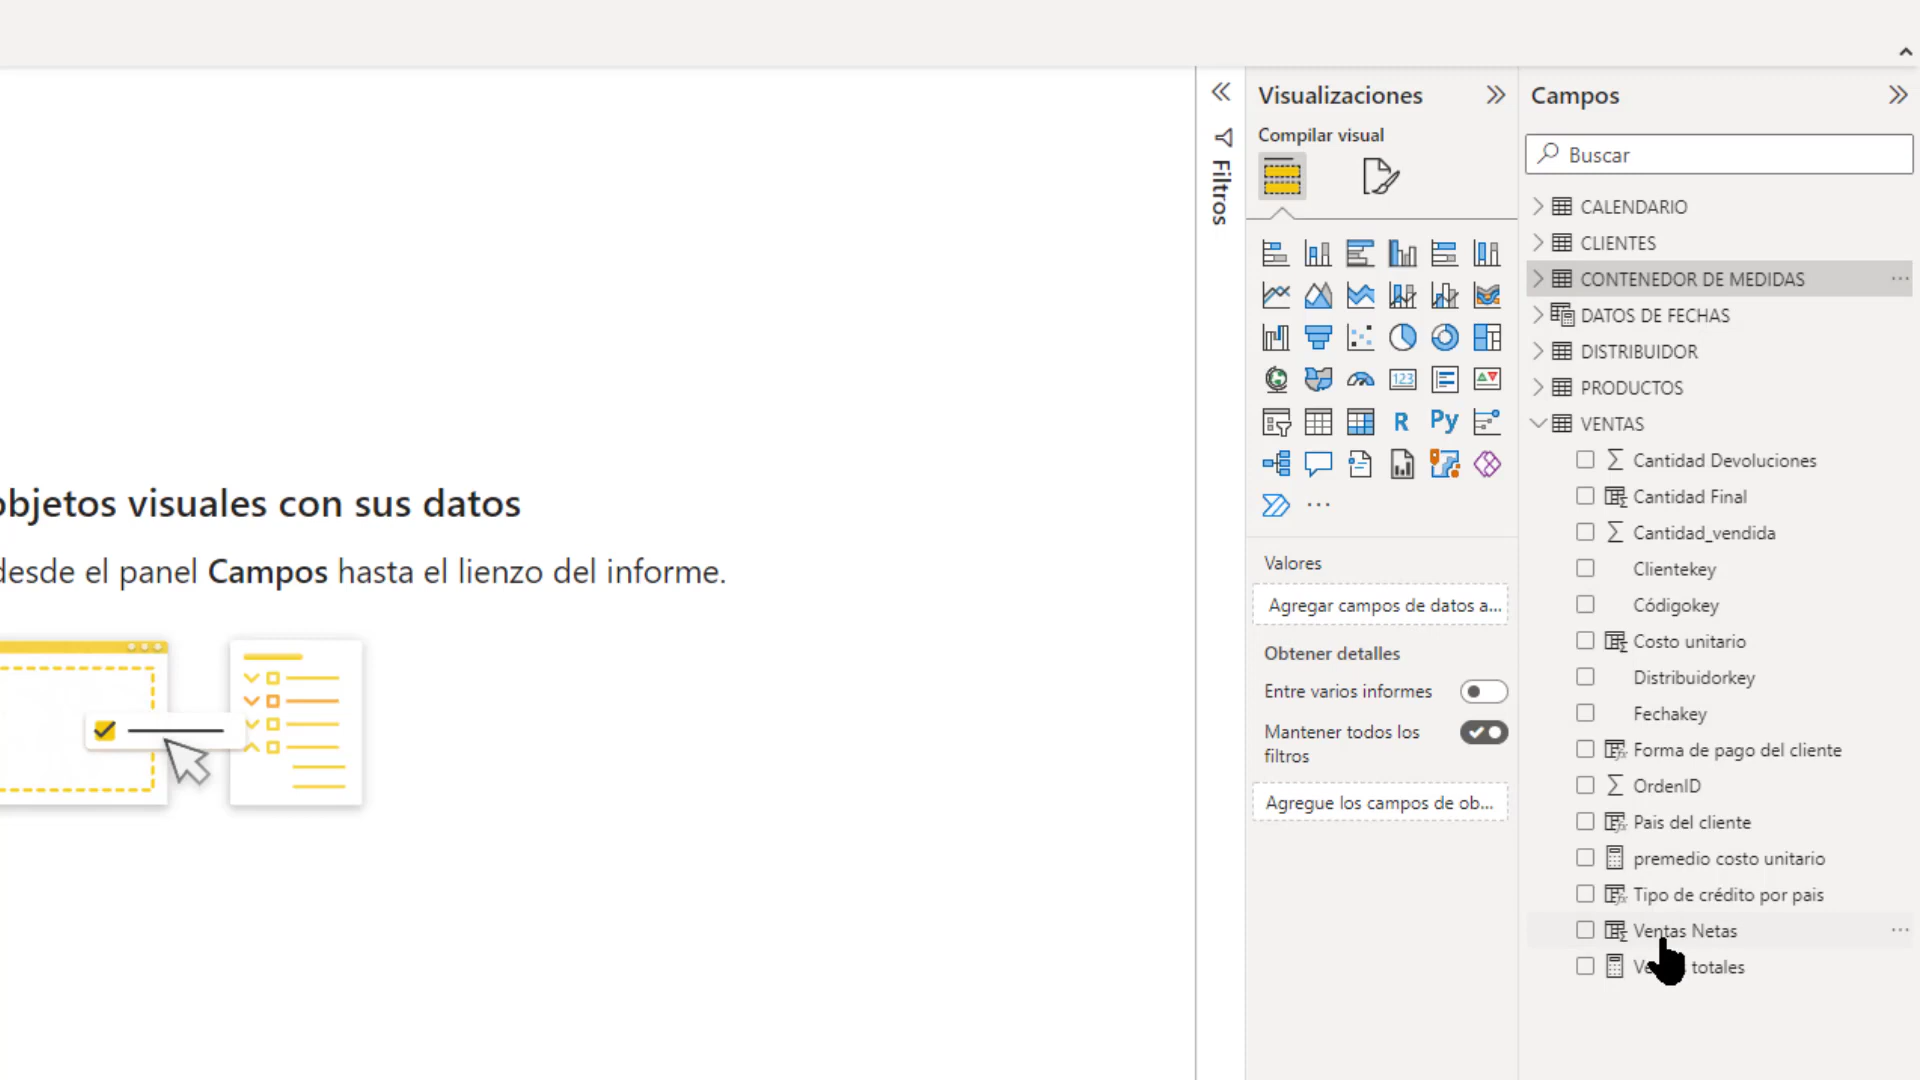 objetos visuales con sus datos
desde el panel Campos hasta el lienzo del informe.
Filtros
Visualizaciones
Compilar visual
R
Py
123
Valores
Agregar campos de datos a...
Obtener detalles
Entre varios informes
Mantener todos los
filtros
Agregue los campos de ob...
Campos
Buscar
CALENDARIO
CLIENTES
CONTENEDOR DE MEDIDAS
DATOS DE FECHAS
DISTRIBUIDOR
PRODUCTOS
VENTAS
Cantidad Devoluciones
Cantidad Final
Cantidad_vendida
Clientekey
Códigokey
Costo unitario
Distribuidorkey
Fechakey
Forma de pago del cliente
OrdenID
Pais del cliente
premedio costo unitario
Tipo de crédito por pais
Ventas Netas
totales